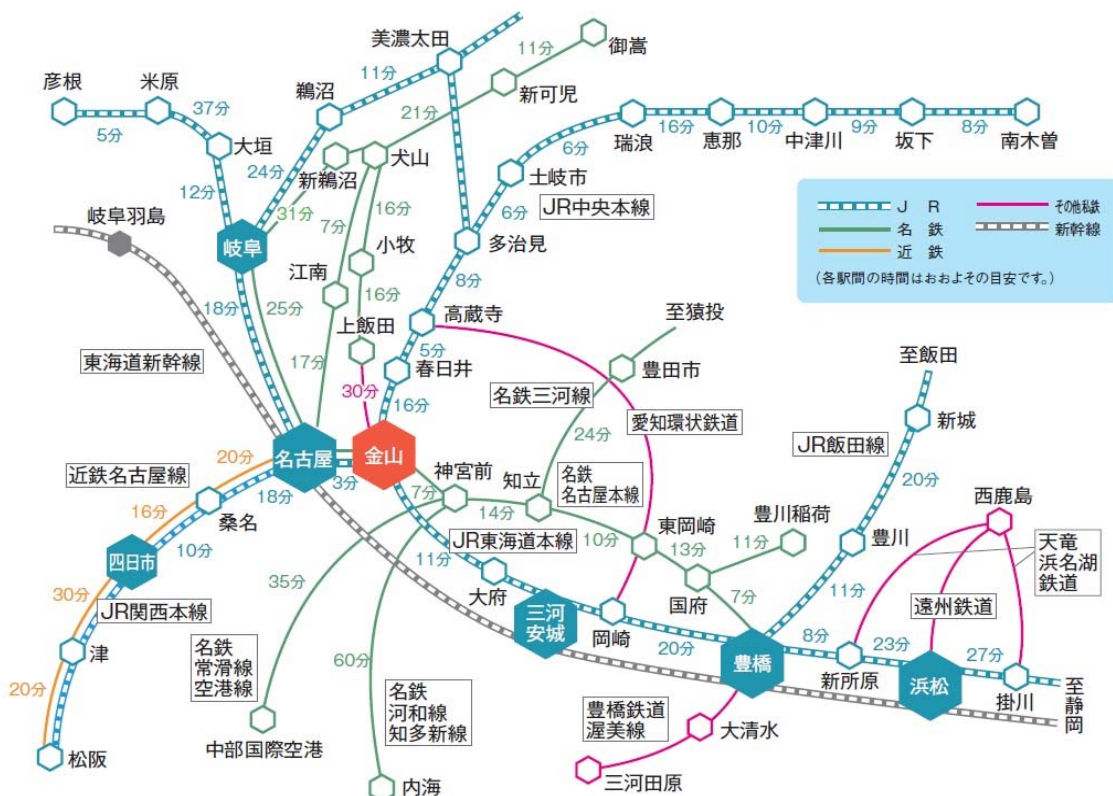 美濃太田
御嵩
11分
11分
新可児
彦根
米原
37分
鵜沼
21分
5分
大垣
24分
新鵜沼
犬山
12分
31分
7分
16分
小牧
16分
岐阜羽島
岐阜
江南
18分
25分
上飯田
17分
30分
東海道新幹線
瑞浪
16分
恵那
10分
中津川
9分
坂下
8分
南木曽
6分
土岐市
6分
JR中央本線
多治見
8分
高蔵寺
5分
春日井
16分
J R
名 鉄
近 鉄
その他私鉄
新幹線
(各駅間の時間はおおよその目安です。)
至猿投
豊田市
名鉄三河線
24分
愛知環状鉄道
至飯田
新城
JR飯田線
20分
豊川
11分
名古屋
金山
3分
20分
18分
近鉄名古屋線
16分
桑名
10分
四日市
30分
JR関西本線
津
20分
松阪
神宮前
7分
14分
知立
名鉄
名古屋本線
10分
東岡崎
13分
豊川稲荷
11分
国府
7分
JR東海道本線
11分
大府
三河
安城
岡崎
20分
豊橋
8分
新所原
23分
浜松
27分
掛川
至静岡
西鹿島
天竜
浜名湖
鉄道
遠州鉄道
35分
名鉄
常滑線
空港線
中部国際空港
60分
名鉄
河和線
知多新線
内海
豊橋鉄道
渥美線
大清水
三河田原